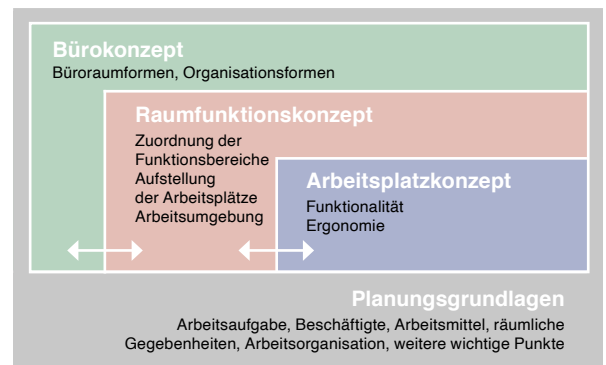 Bürokonzept
Büroraumformen, Organisationsformen
Raumfunktionskonzept
Zuordnung der
Funktionsbereiche
Aufstellung
der Arbeitsplätze
Arbeitsumgebung
Arbeitsplatzkonzept
Funktionalität
Ergonomie
Planungsgrundlagen
Arbeitsaufgabe, Beschäftigte, Arbeitsmittel, räumliche
Gegebenheiten, Arbeitsorganisation, weitere wichtige Punkte